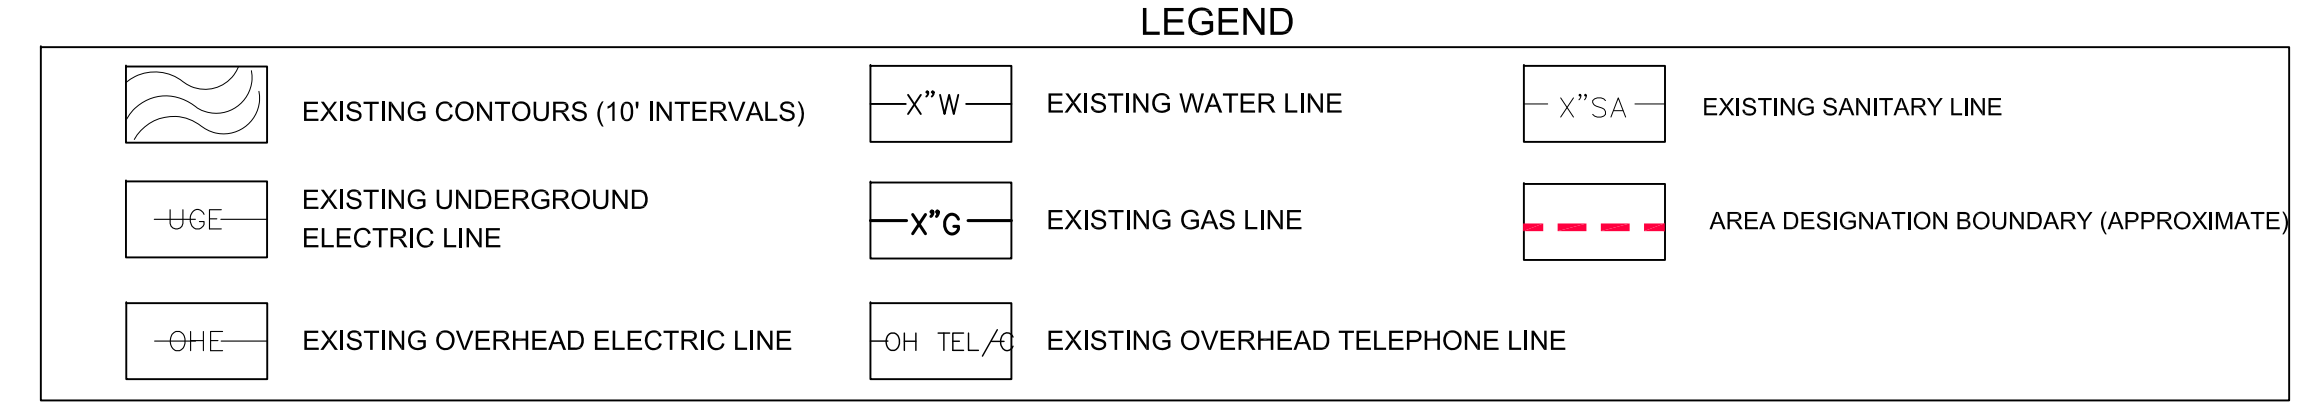 LEGEND
EXISTING CONTOURS (10' INTERVALS)
X"W
EXISTING WATER LINE
X"SA
EXISTING SANITARY LINE
UGE
EXISTING UNDERGROUND
ELECTRIC LINE
X"G
EXISTING GAS LINE
AREA DESIGNATION BOUNDARY (APPROXIMATE)
OHE
EXISTING OVERHEAD ELECTRIC LINE
OH TEL/C
EXISTING OVERHEAD TELEPHONE LINE